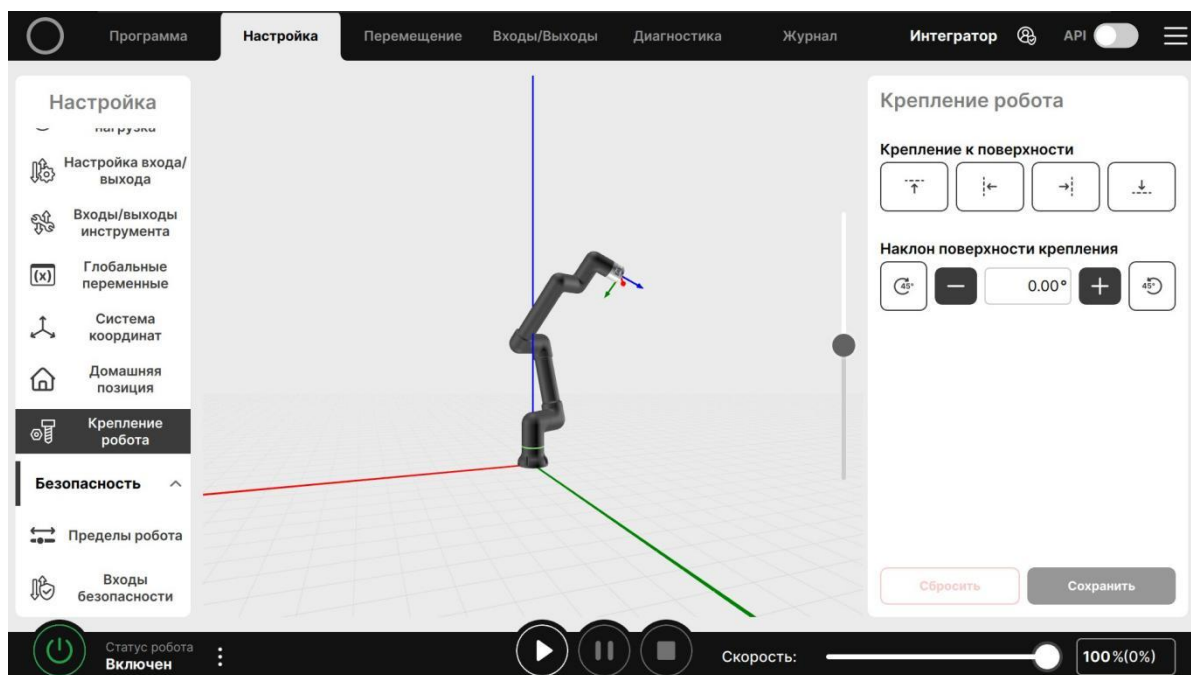 Программа
Настройка
Перемещение
Входы/Выходы
Диагностика
Журнал
Интегратор
API
Настройка
нагрузка
Настройка входа/
выхода
Входы/выходы
инструмента
(x)
Глобальные
переменные
Система
координат
Домашняя
позиция
Крепление
робота
Безопасность
Пределы робота
Входы
безопасности
Крепление робота
Крепление к поверхности
Наклон поверхности крепления
45°
0.00°
45°
Сбросить
Сохранить
Статус робота
Включен
Скорость:
100%(0%)